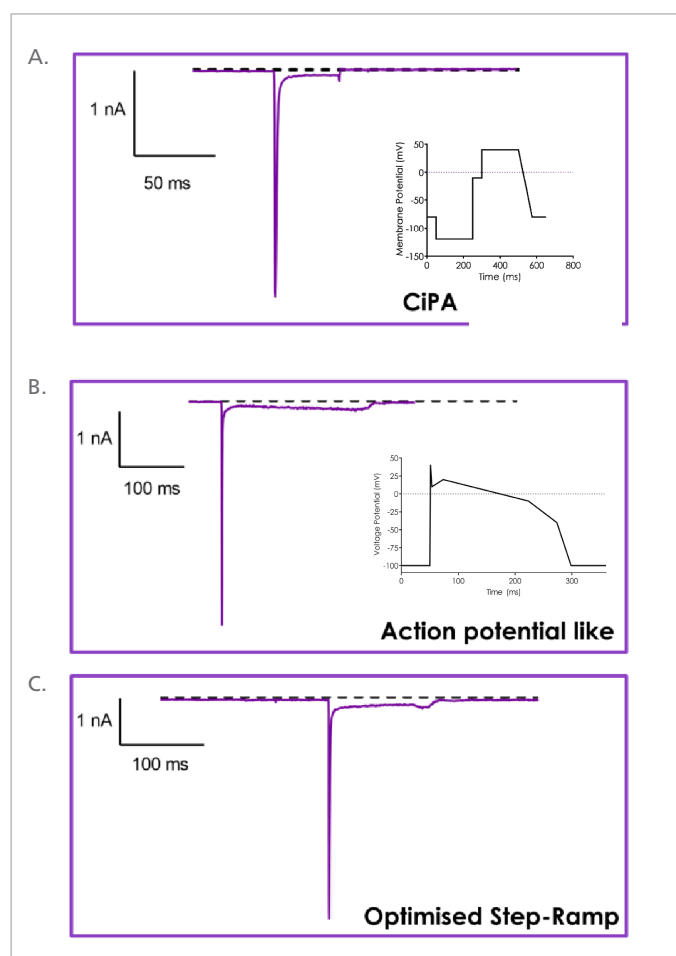 A.
1 nA
50 ms
Membrane Potential (mV)
50
0
-50
-100
-150
0 200 400 600 800
Time (ms)
CiPA
B.
1 nA
100 ms
Voltage Potential (mV)
50
25
0
-25
-50
-75
-100
0 100 200 300
Time (ms)
Action potential like
C.
1 nA
100 ms
Optimised Step-Ramp